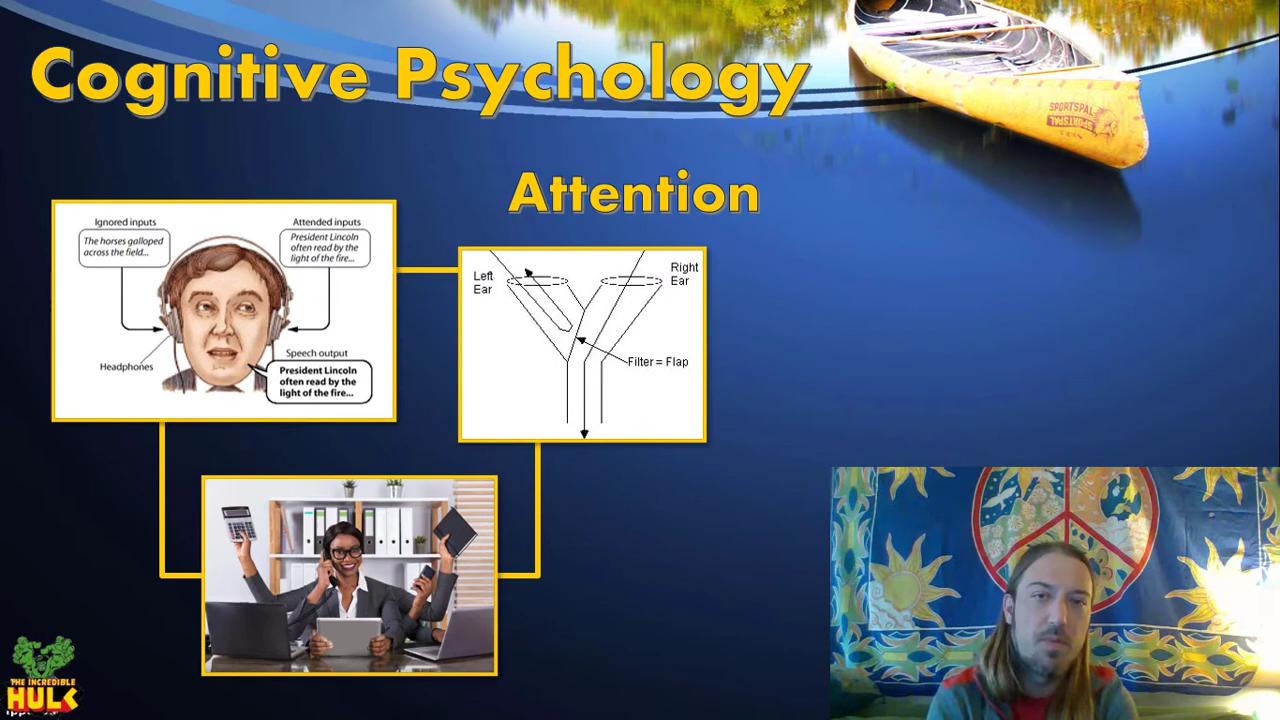 Cognitive Psychology
SPORTSPAL
SPORTSPAL
Attention
Ignored inputs
The horses galloped
across the field...
Attended inputs
President Lincoln
often read by the
light of the fire...
Headphones
Speech output
President Lincoln
often read by the
light of the fire...
Left
Ear
Right
Ear
Filter = Flap
THE INCREDIBLE
HULK